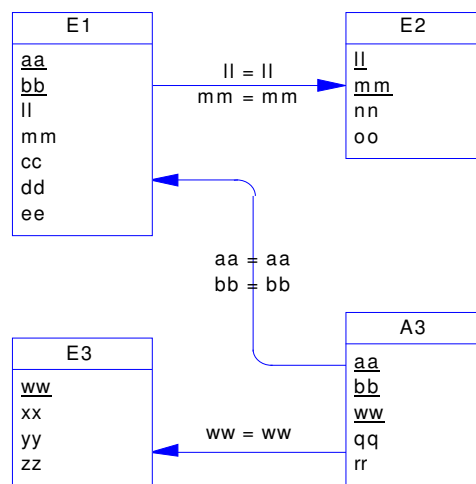 E1
aa
bb
ll
mm
cc
dd
ee
ll = ll
mm = mm
E2
ll
mm
nn
oo
aa = aa
bb = bb
E3
ww
xx
yy
zz
ww = ww
A3
aa
bb
ww
qq
rr